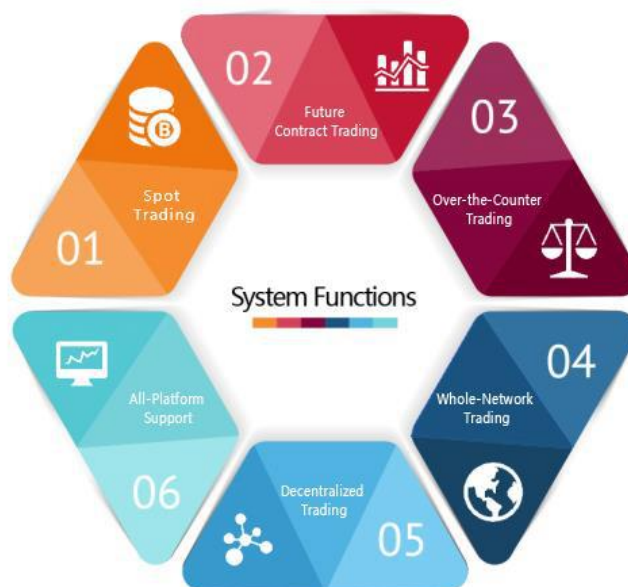 System Functions
01
Spot
Trading
02
Future
Contract Trading
03
Over-the-Counter
Trading
04
Whole-Network
Trading
05
Decentralized
Trading
06
All-Platform
Support